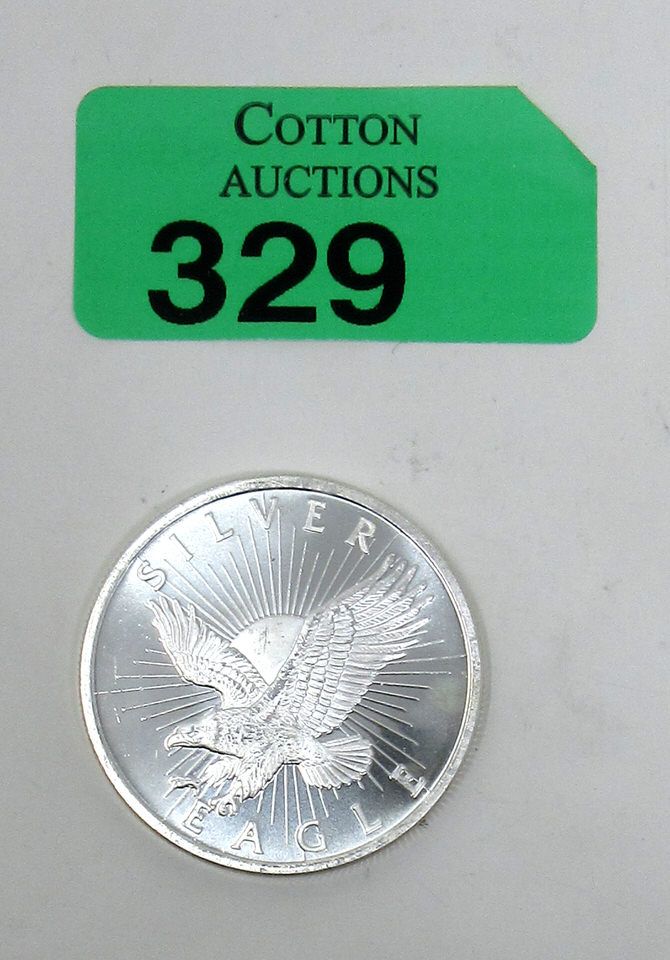 COTTON
AUCTIONS
329
SILVER
EAGLE